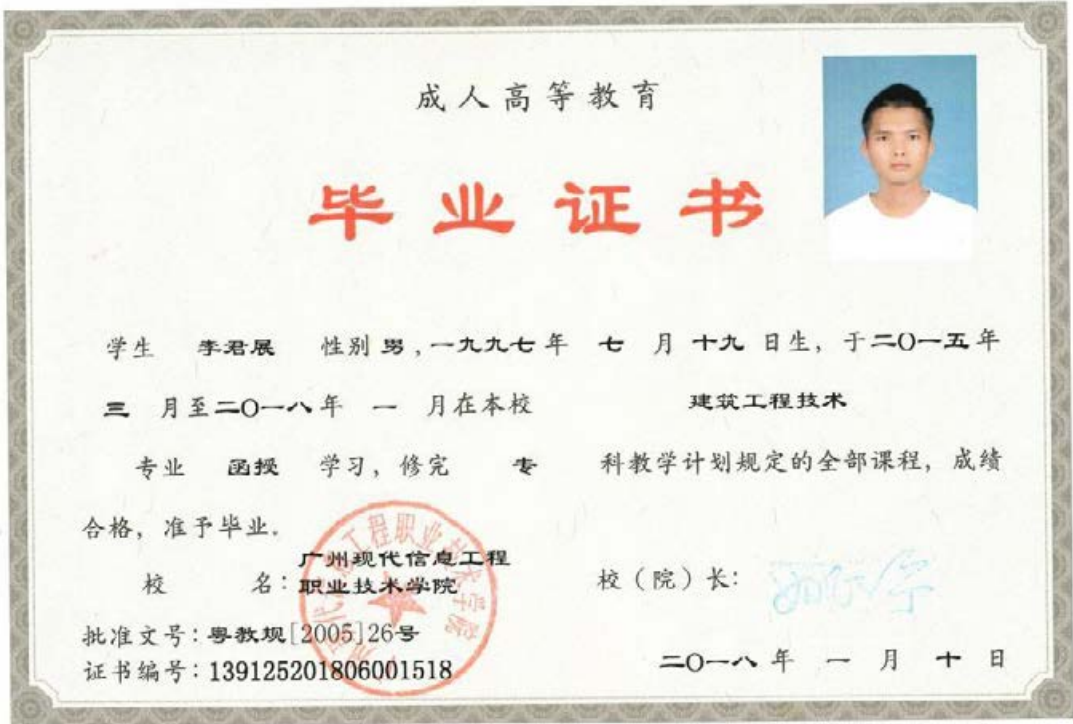 成人高等教育
毕业证书
学生 李君展 性别 男,一九九七年 七 月 十九 日生,于二〇一五年
三 月至二〇一八年 一 月在本校 建筑工程技术
专业 函授 学习,修完 专 科教学计划规定的全部课程,成绩
合格,准予毕业.
校 名:广州现代信息工程
职业技术学院
校(院)长:
批准文号:粤教规[2005]26号
证书编号:139125201806001518
二〇一八年 一 月 十 日